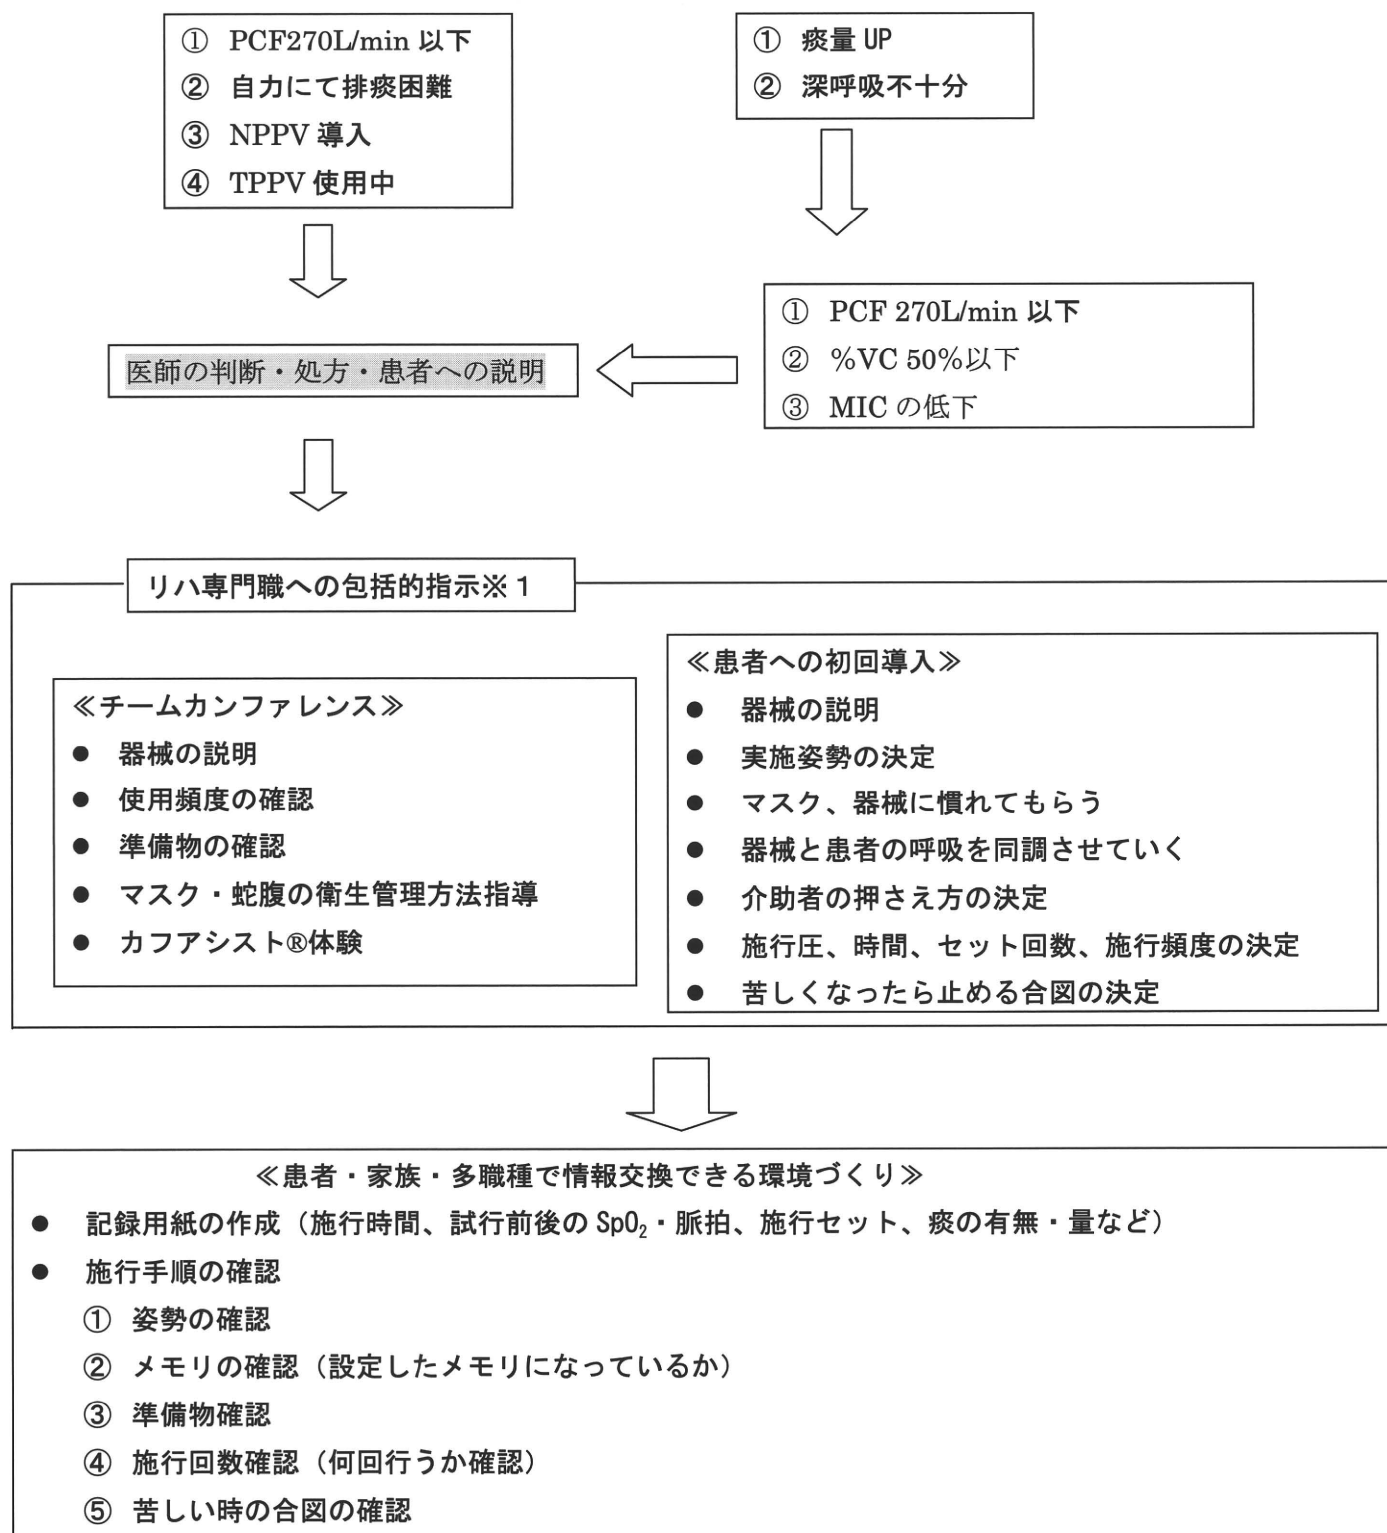 ① PCF270L/min 以下
② 自力にて排痰困難
③ NPPV 導入
④ TPPV 使用中
① 痰量 UP
② 深呼吸不十分
① PCF 270L/min 以下
② %VC 50%以下
③ MIC の低下
医師の判断・処方・患者への説明
リハ専門職への包括的指示※1
≪チームカンファレンス≫
● 器械の説明
● 使用頻度の確認
● 準備物の確認
● マスク・蛇腹の衛生管理方法指導
● カフアシスト®体験
≪患者への初回導入≫
● 器械の説明
● 実施姿勢の決定
● マスク、器械に慣れてもらう
● 器械と患者の呼吸を同調させていく
● 介助者の押さえ方の決定
● 施行圧、時間、セット回数、施行頻度の決定
● 苦しくなったら止める合図の決定
≪患者・家族・多職種で情報交換できる環境づくり≫
● 記録用紙の作成（施行時間、試行前後の SpO₂・脈拍、施行セット、痰の有無・量など）
● 施行手順の確認
① 姿勢の確認
② メモリの確認（設定したメモリになっているか）
③ 準備物確認
④ 施行回数確認（何回行うか確認）
⑤ 苦しい時の合図の確認